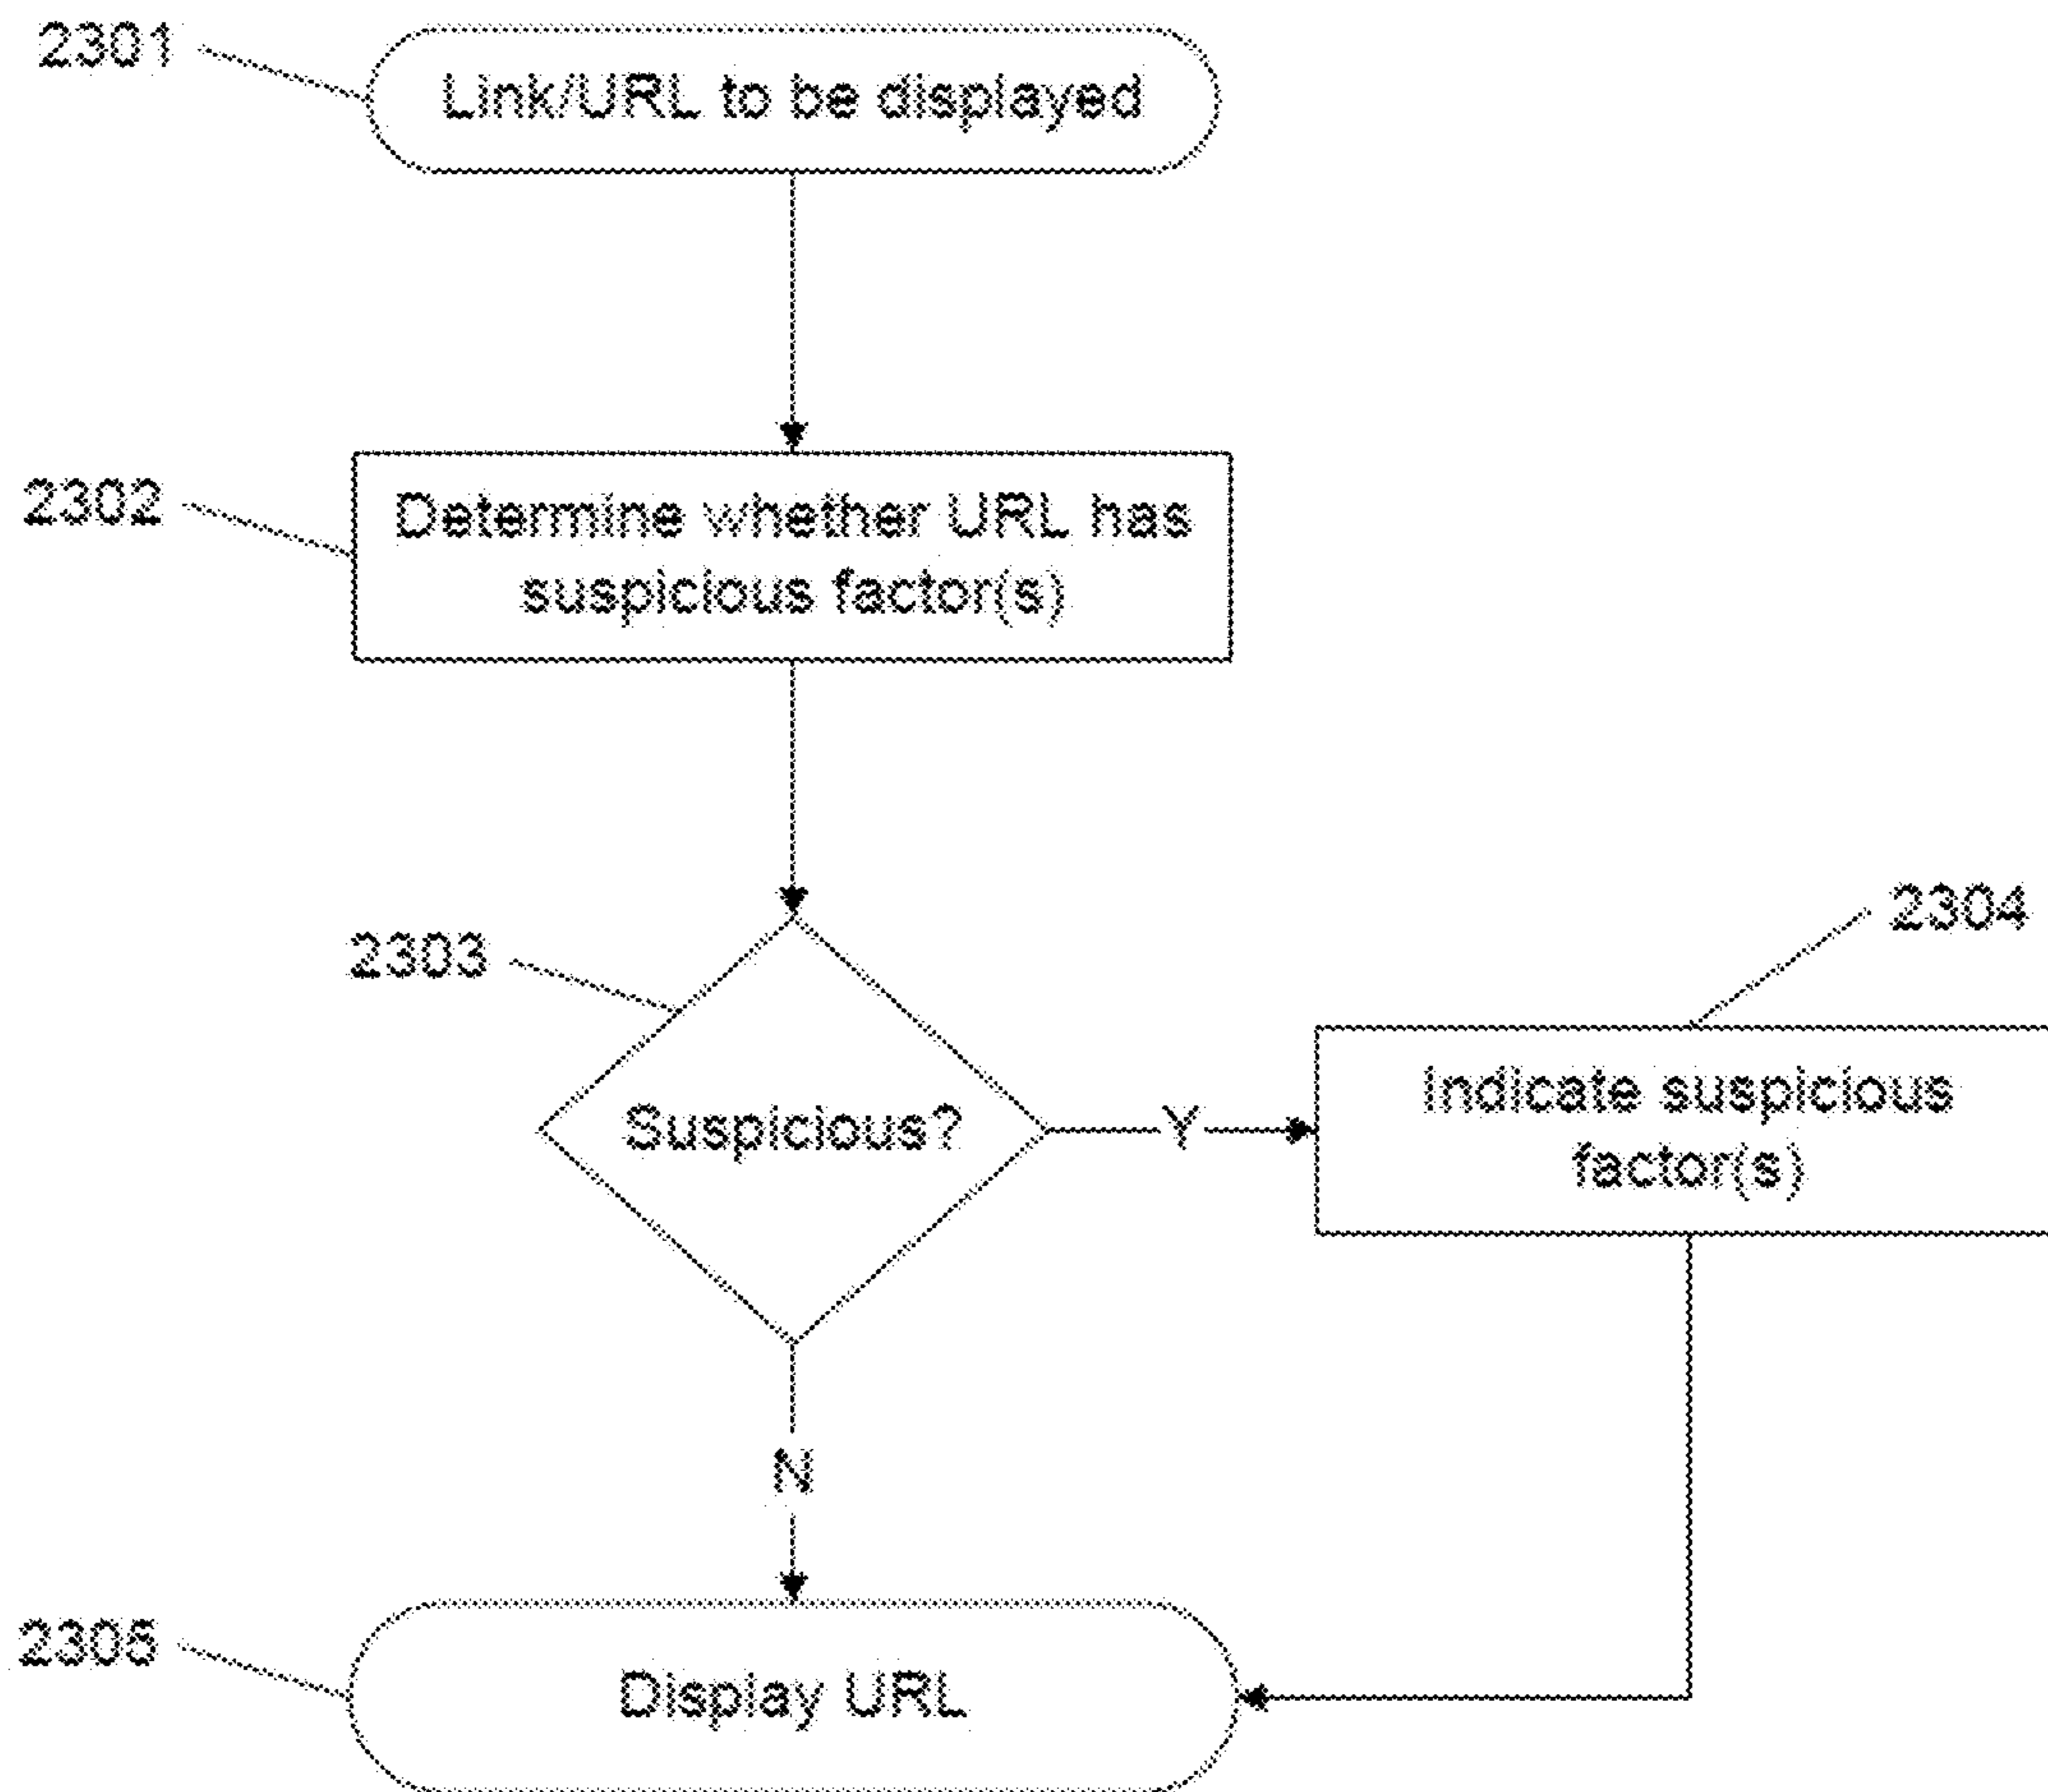 2301
Link/URL to be displayed
2302
Determine whether URL has
suspicious factor(s)
2303
2304
Suspicious?
Y
Indicate suspicious
factor(s)
N
2305
Display URL